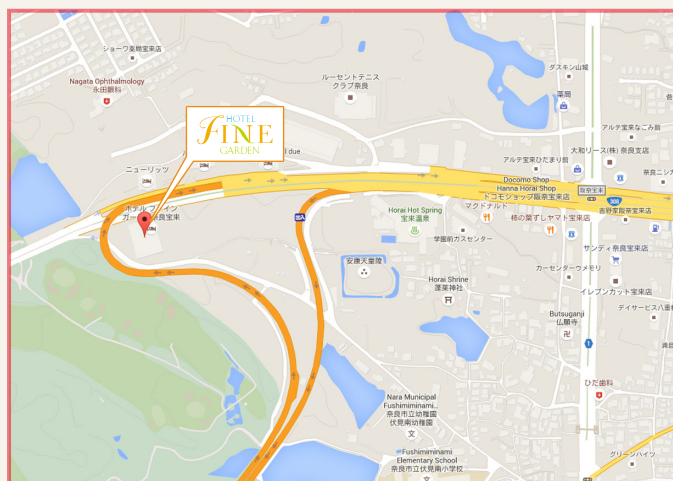 ショーワ薬局宝来店
Nagata Ophthalmology
永田眼科
ルーセントテニス
クラブ奈良
ダスキン山城
薬局
アルテ宝来なごみ館
HOTEL
FINE
GARDEN
al due
大和リース(株) 奈良支店
アルテ宝来ひだまり館
ニューリッツ
Docomo Shop
Hanna Horai Shop
ドコモショップ阪奈宝来店
阪奈宝来
308
ホテル ファイン
ガーデン奈良宝来
出入
Horai Hot Spring
宝来温泉
マクドナルド
柿の葉ずしヤマト宝来店
吉野家阪奈宝来店
学園前ガスセンター
サンディ奈良宝来店
安康天皇陵
カーセンターウメモリ
Horai Shrine
蓬莱神社
イレブンカット宝来店
デイサービス八重桜
Butsuganji
仏願寺
1
ひだ歯科
Nara Municipal
Fushimiminami...
奈良市立幼稚園
伏見南幼稚園
Fushimiminami
Elementary School
奈良市立伏見南小学校
グリーンハイツ